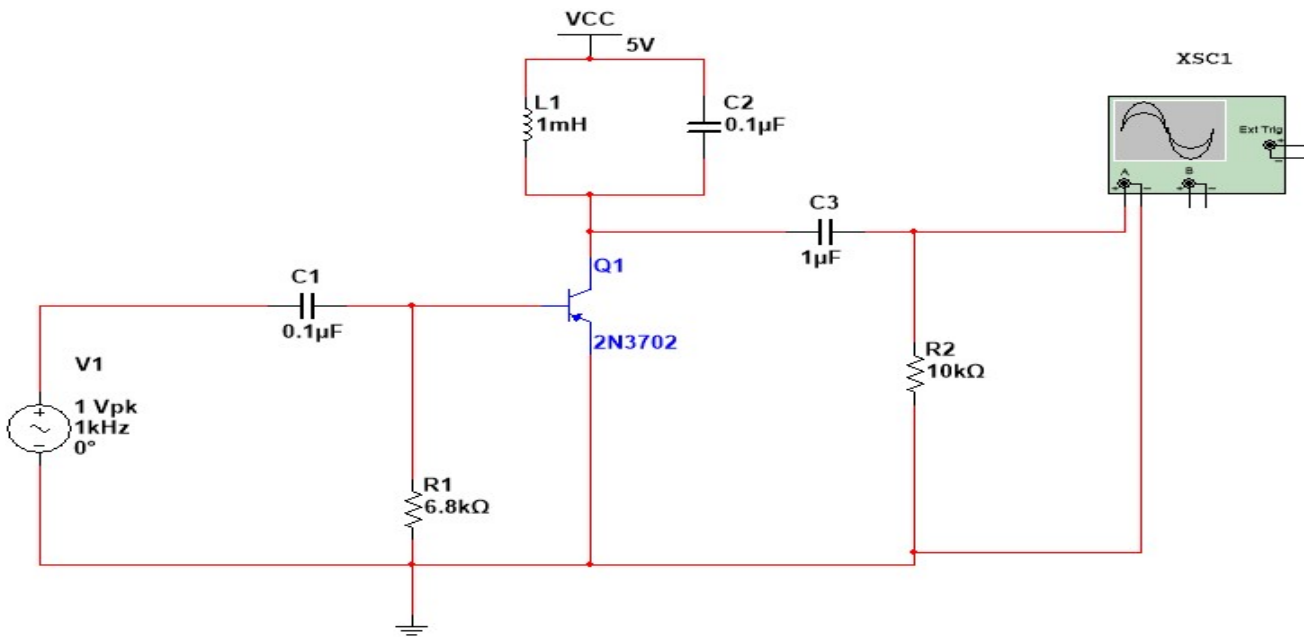 VCC
5V
XSC1
L1
1mH
C2
0.1µF
Ext Trig
+
−
A
B
+ − + −
C3
1µF
Q1
2N3702
C1
0.1µF
V1
1 Vpk
1kHz
0°
+
−
R2
10kΩ
R1
6.8kΩ